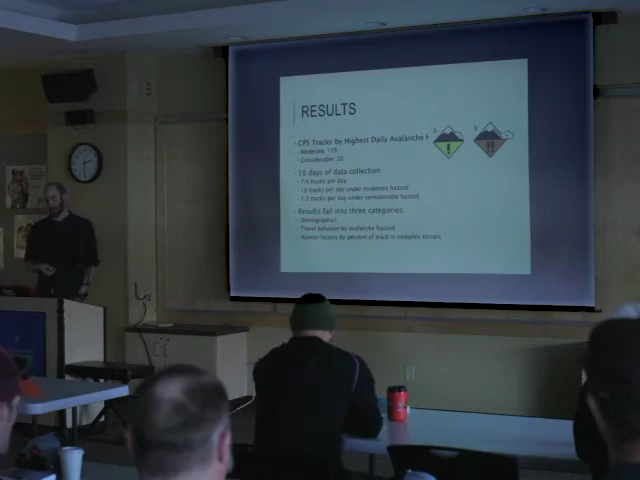 RESULTS
GPS Tracks by Highest Daily Avalanche
- Moderate: 119
- Considerable: 20
15 days of data collection
- 7.4 tracks per day
- 10 tracks per day under moderate hazard
- 3.3 tracks per day under considerable hazard
Results fall into three categories:
- Demographics
- Travel behavior by avalanche hazard
- Human factors by percent of track in complex terrain